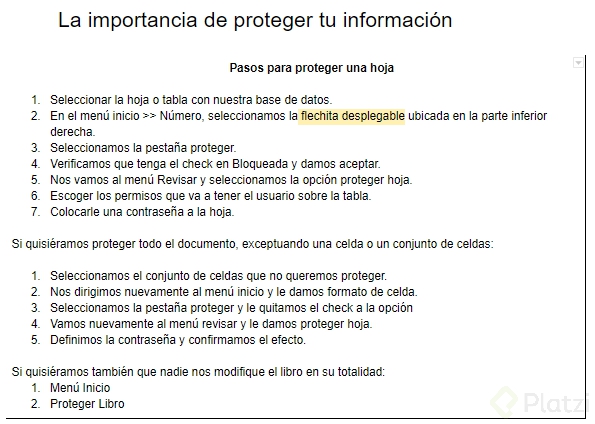 La importancia de proteger tu información
Pasos para proteger una hoja
1. Seleccionar la hoja o tabla con nuestra base de datos.
2. En el menú inicio >> Número, seleccionamos la flechita desplegable ubicada en la parte inferior
derecha.
3. Seleccionamos la pestaña proteger.
4. Verificamos que tenga el check en Bloqueada y damos aceptar.
5. Nos vamos al menú Revisar y seleccionamos la opción proteger hoja.
6. Escoger los permisos que va a tener el usuario sobre la tabla.
7. Colocarle una contraseña a la hoja.
Si quisiéramos proteger todo el documento, exceptuando una celda o un conjunto de celdas:
1. Seleccionamos el conjunto de celdas que no queremos proteger.
2. Nos dirigimos nuevamente al menú inicio y le damos formato de celda.
3. Seleccionamos la pestaña proteger y le quitamos el check a la opción
4. Vamos nuevamente al menú revisar y le damos proteger hoja.
5. Definimos la contraseña y confirmamos el efecto.
Si quisiéramos también que nadie nos modifique el libro en su totalidad:
1. Menú Inicio
2. Proteger Libro
Platzi